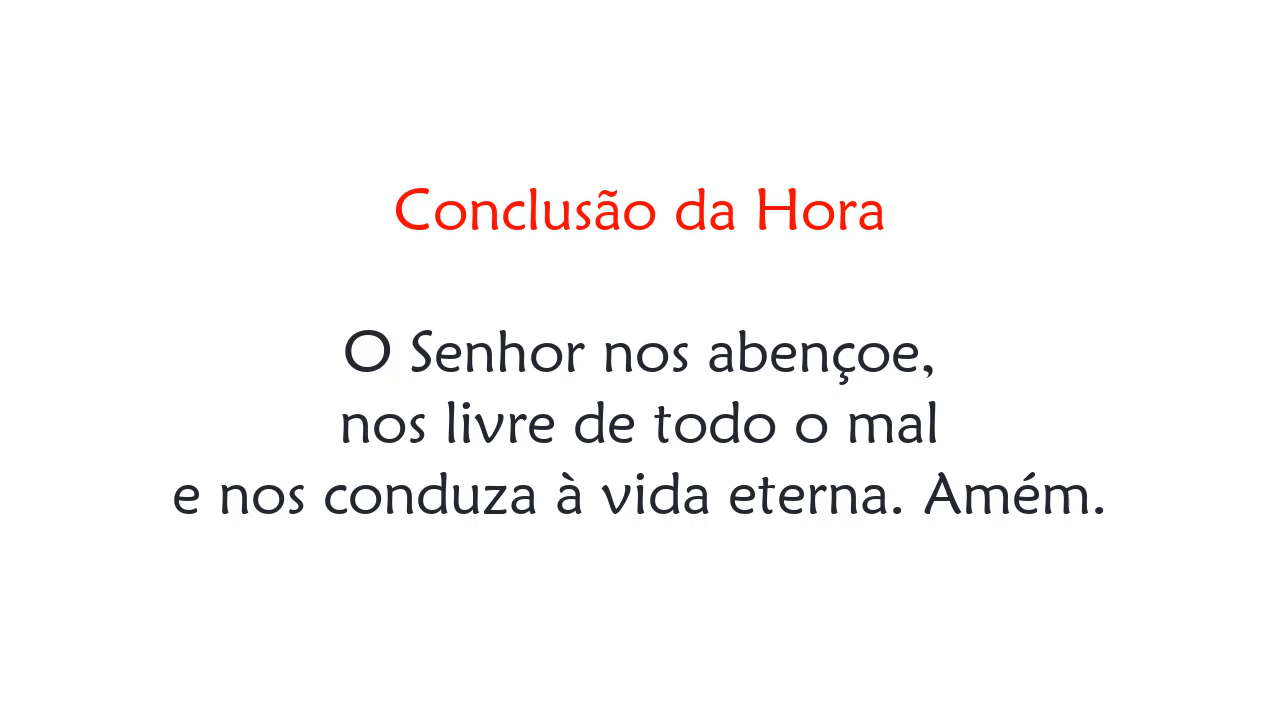 Conclusão da Hora
O Senhor nos abençoe,
nos livre de todo o mal
e nos conduza à vida eterna. Amém.